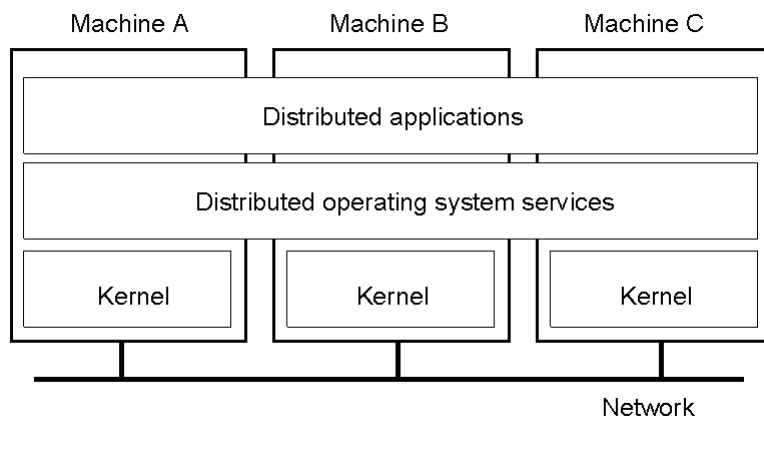 Machine A
Machine B
Machine C
Distributed applications
Distributed operating system services
Kernel
Kernel
Kernel
Network